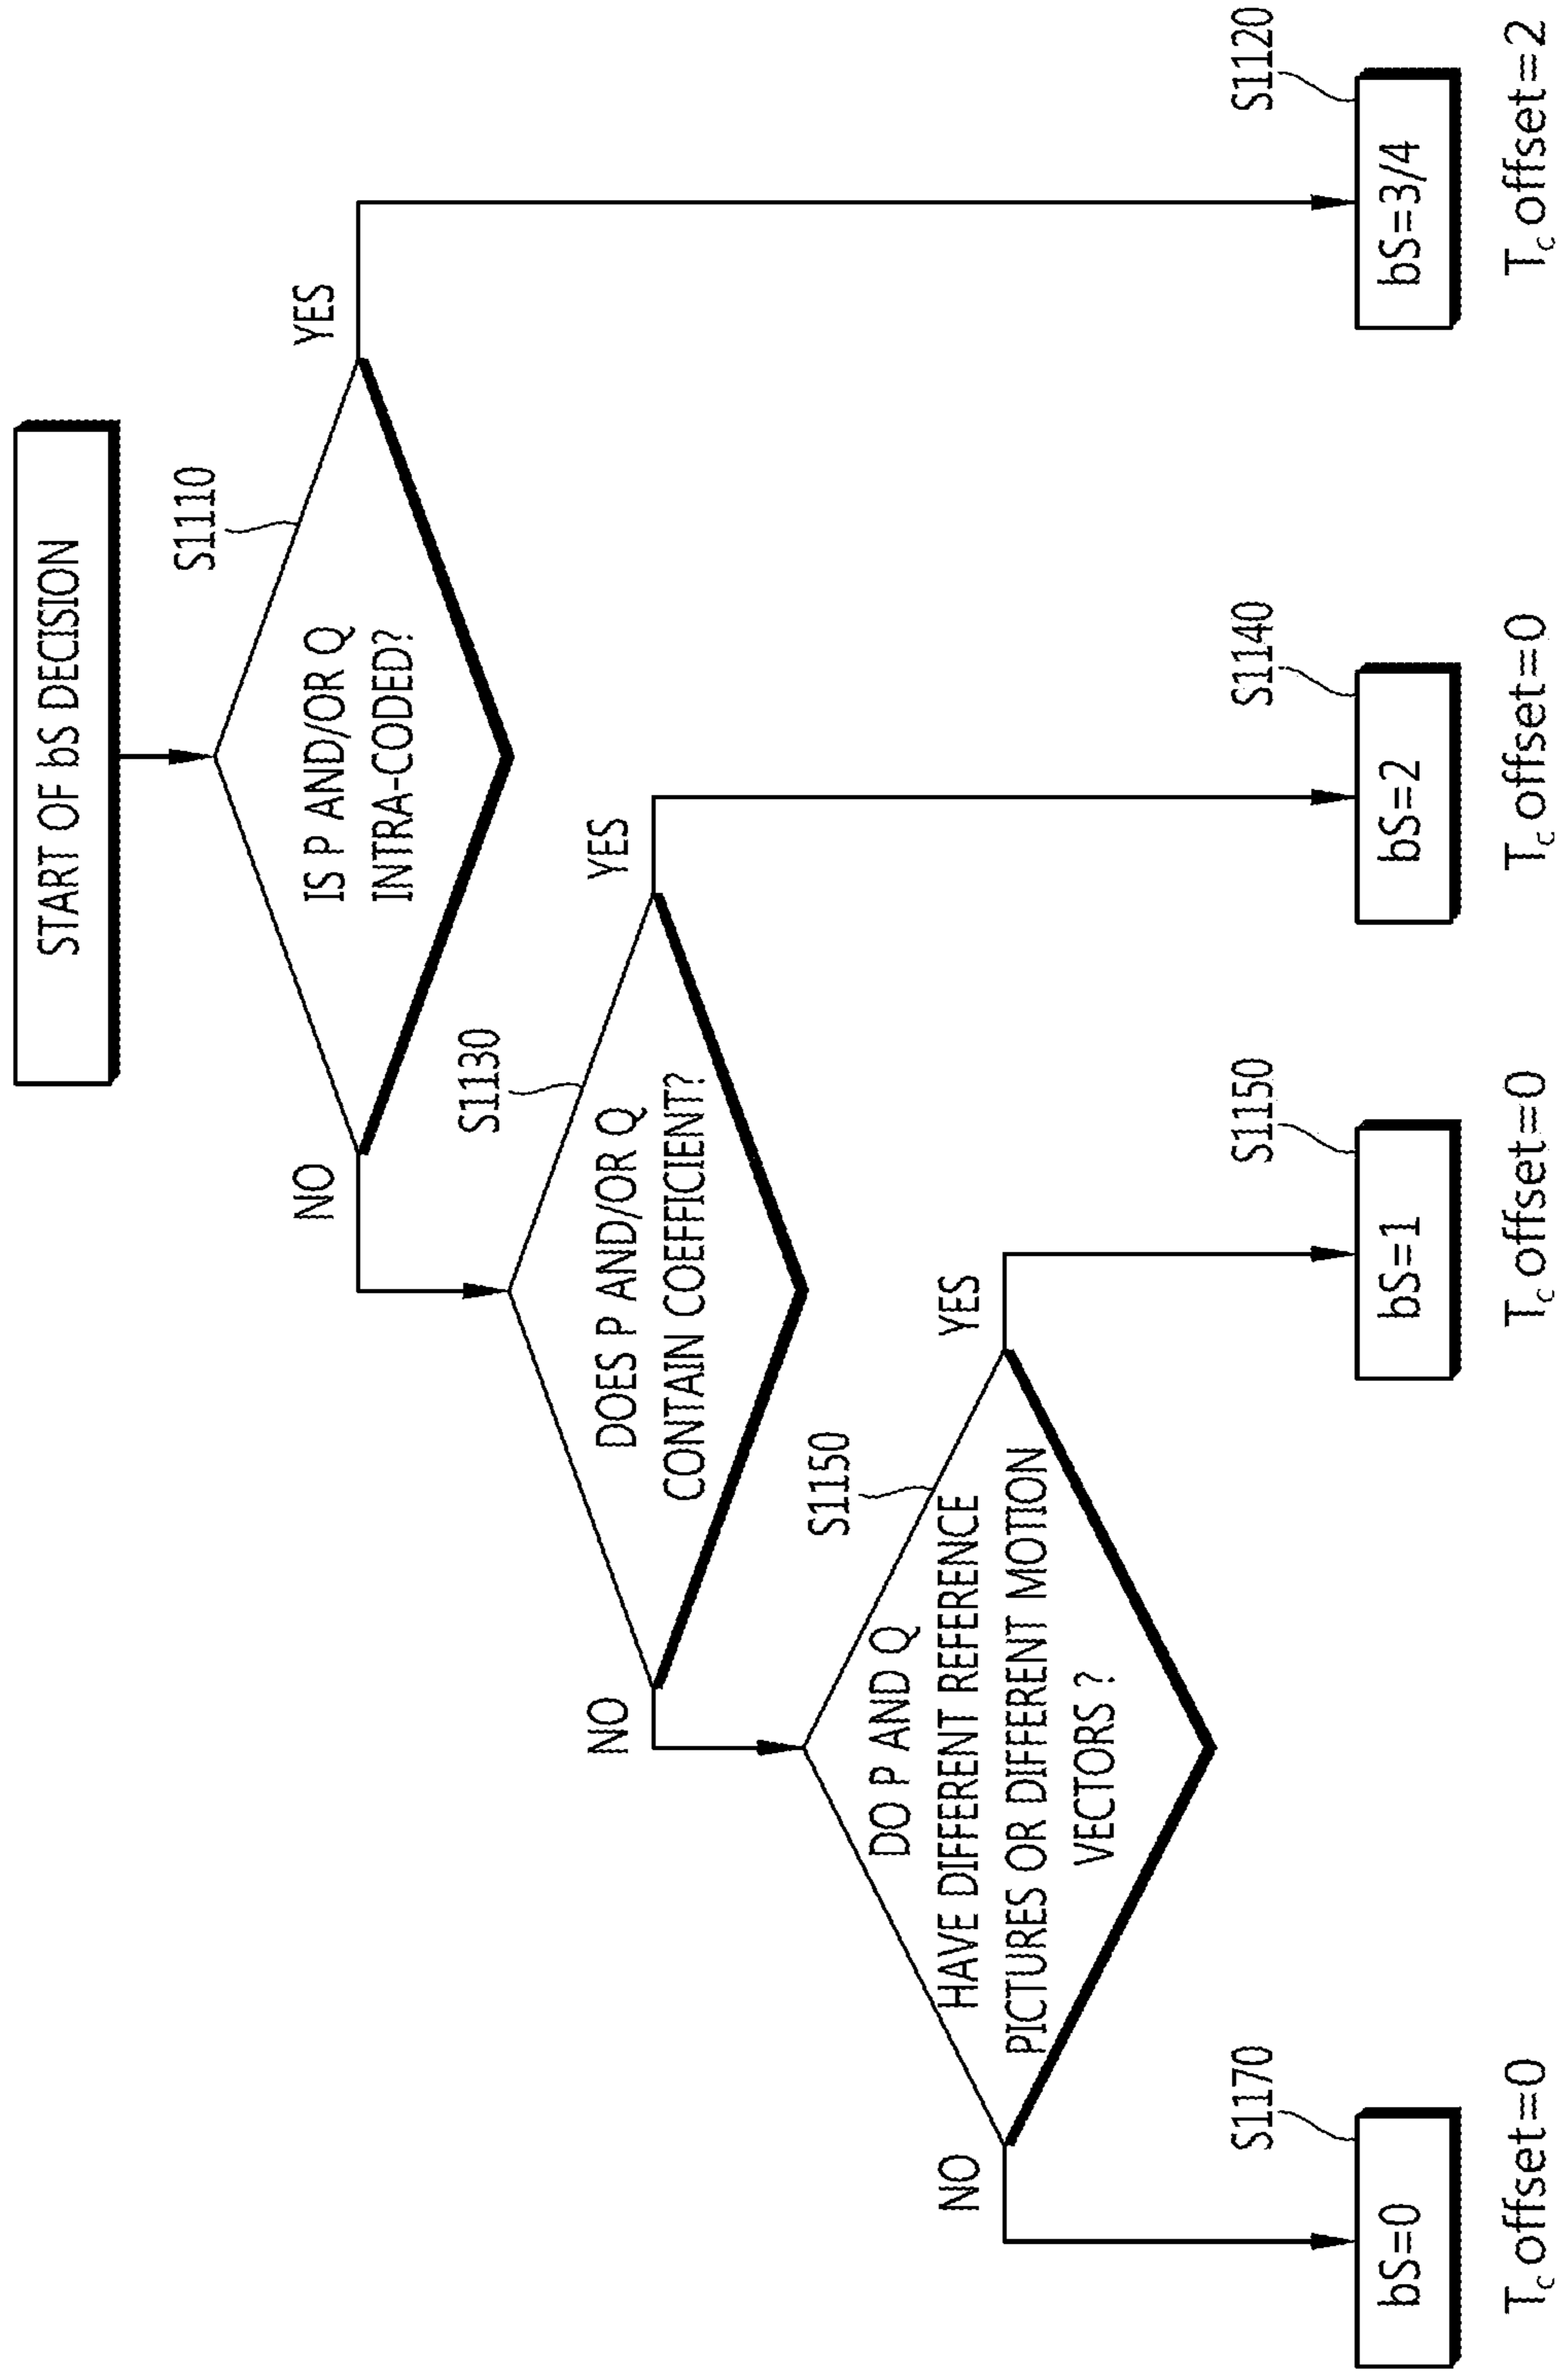 START OF bS DECISION
S1110
IS P AND/OR Q
INTRA-CODED?
YES
NO
S1130
DOES P AND/OR Q
CONTAIN COEFFICIENT?
YES
NO
S1150
DO P AND Q
HAVE DIFFERENT REFERENCE
PICTURES OR DIFFERENT MOTION
VECTORS ?
YES
NO
S1170
bS=0
Tc offset=0
S1150
bS=1
Tc offset=0
S1140
bS=2
Tc offset=0
S1120
bS=3/4
Tc offset=2